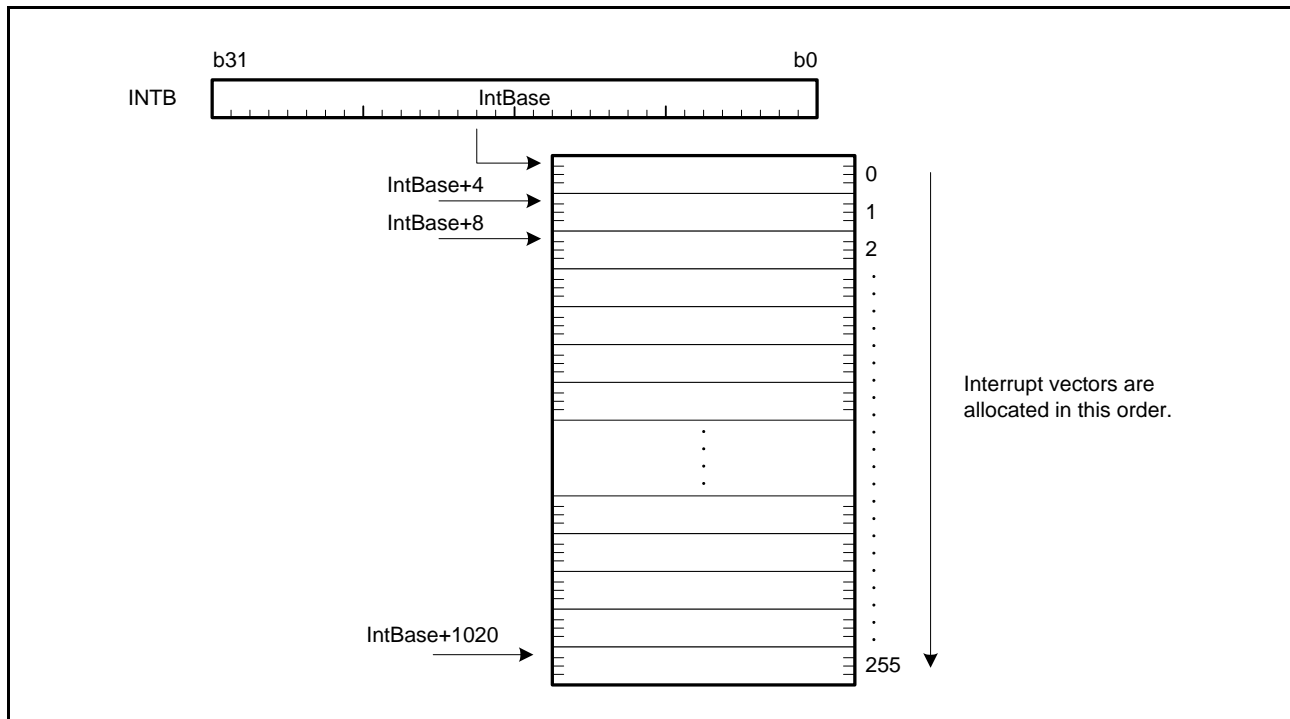 b31 b0
INTB IntBase
IntBase+4
IntBase+8
0
1
2
Interrupt vectors are
allocated in this order.
IntBase+1020
255